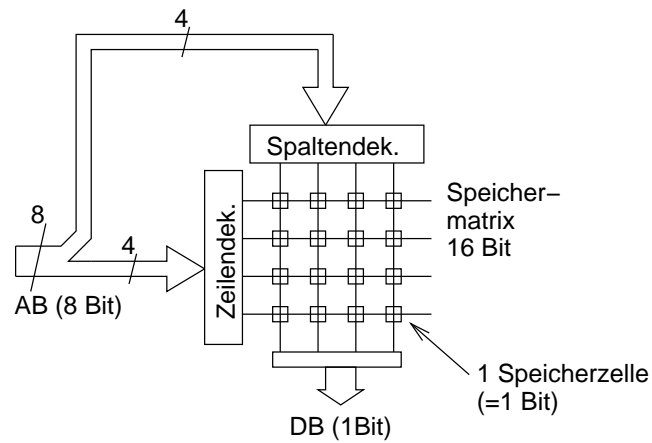 4
Spaltendek.
Zeilendek.
Speicher−
matrix
16 Bit
8
4
AB (8 Bit)
1 Speicherzelle
(=1 Bit)
DB (1Bit)